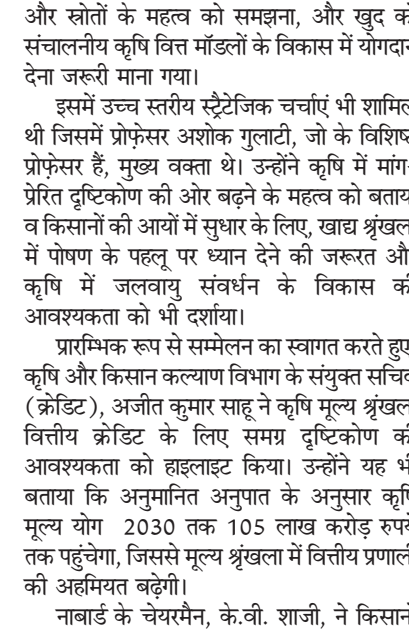 और स्रोतों के महत्व को समझना, और खुद को
संचालनीय कृषि वित्त मॉडलों के विकास में योगदान
देना जरूरी माना गया।
इसमें उच्च स्तरीय स्ट्रैटेजिक चर्चाएं भी शामिल
थी जिसमें प्रोफ़ेसर अशोक गुलाटी, जो के विशिष्ट
प्रोफ़ेसर हैं, मुख्य वक्ता थे। उन्होंने कृषि में मांग-
प्रेरित दृष्टिकोण की ओर बढ़ने के महत्व को बताया
व किसानों की आयों में सुधार के लिए, खाद्य श्रृंखला
में पोषण के पहलू पर ध्यान देने की जरूरत और
कृषि में जलवायु संवर्धन के विकास की
आवश्यकता को भी दर्शाया।
प्रारम्भिक रूप से सम्मेलन का स्वागत करते हुए,
कृषि और किसान कल्याण विभाग के संयुक्त सचिव
(क्रेडिट), अजीत कुमार साहू ने कृषि मूल्य श्रृंखला
वित्तीय क्रेडिट के लिए समग्र दृष्टिकोण की
आवश्यकता को हाइलाइट किया। उन्होंने यह भी
बताया कि अनुमानित अनुपात के अनुसार कृषि
मूल्य योग 2030 तक 105 लाख करोड़ रुपये
तक पहुंचेगा, जिससे मूल्य श्रृंखला में वित्तीय प्रणाली
की अहमियत बढ़ेगी।
नाबार्ड के चेयरमैन, के.वी. शाजी, ने किसानों